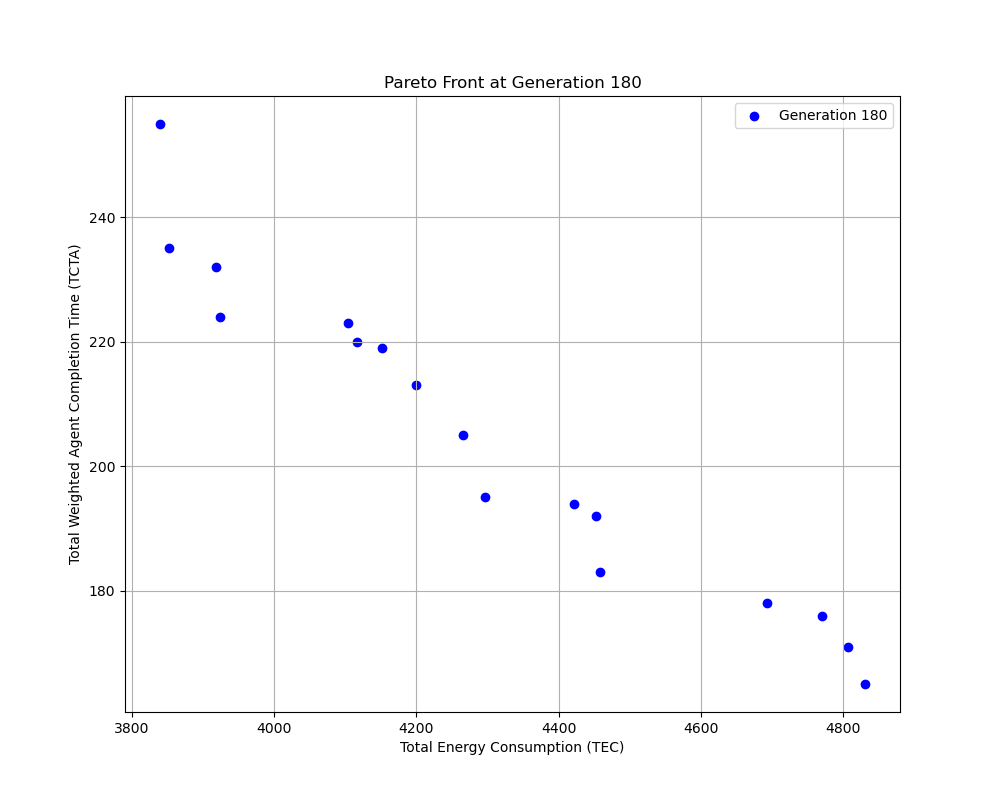 Pareto Front at Generation 180
Generation 180
Total Weighted Agent Completion Time (TCTA)
240
220
200
180
3800 4000 4200 4400 4600 4800
Total Energy Consumption (TEC)